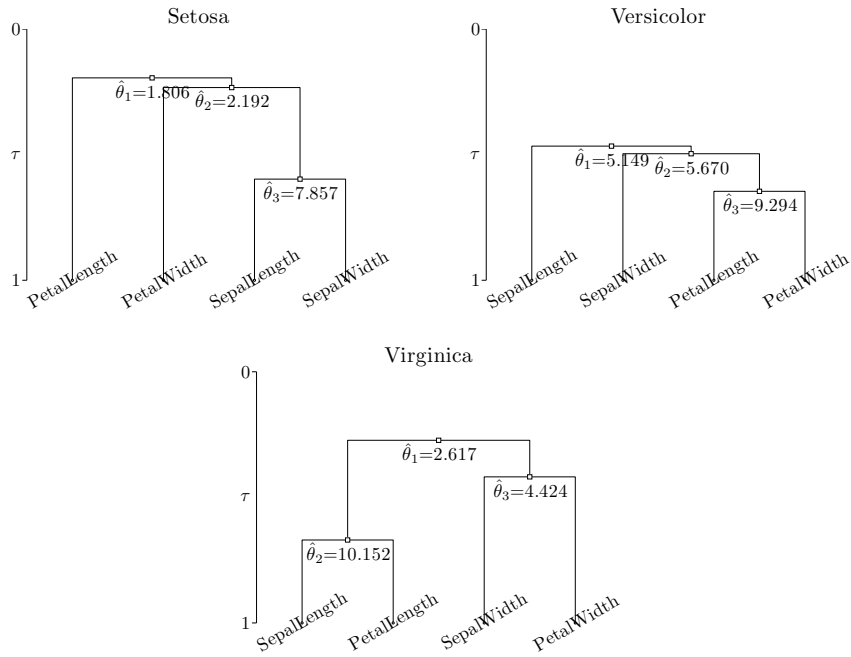 Setosa
0
θ̂₁=1.806
θ̂₂=2.192
τ
θ̂₃=7.857
1
PetalLength
PetalWidth
SepalLength
SepalWidth
Versicolor
0
θ̂₁=5.149
θ̂₂=5.670
τ
θ̂₃=9.294
1
SepalLength
SepalWidth
PetalLength
PetalWidth
Virginica
0
θ̂₁=2.617
τ
θ̂₃=4.424
θ̂₂=10.152
1
SepalLength
PetalLength
SepalWidth
PetalWidth